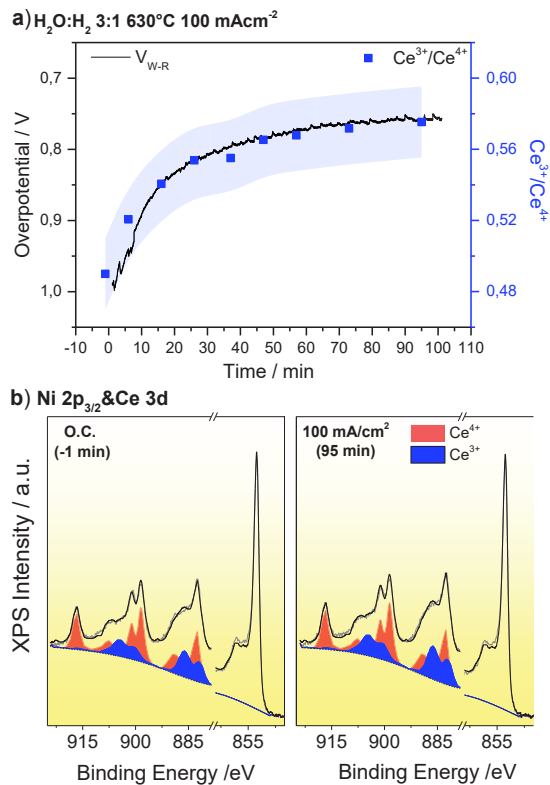 a) H₂O:H₂ 3:1 630°C 100 mAcm⁻²
V_W-R
Ce³⁺/Ce⁴⁺
0,7
0,8
0,9
1,0
Overpotential / V
0,60
0,56
0,52
0,48
Ce³⁺/Ce⁴⁺
-10 0 10 20 30 40 50 60 70 80 90 100 110
Time / min
b) Ni 2p₃/₂&Ce 3d
O.C.
(-1 min)
100 mA/cm²
(95 min)
Ce⁴⁺
Ce³⁺
XPS Intensity / a.u.
915 900 885 855
915 900 885 855
Binding Energy /eV
Binding Energy /eV